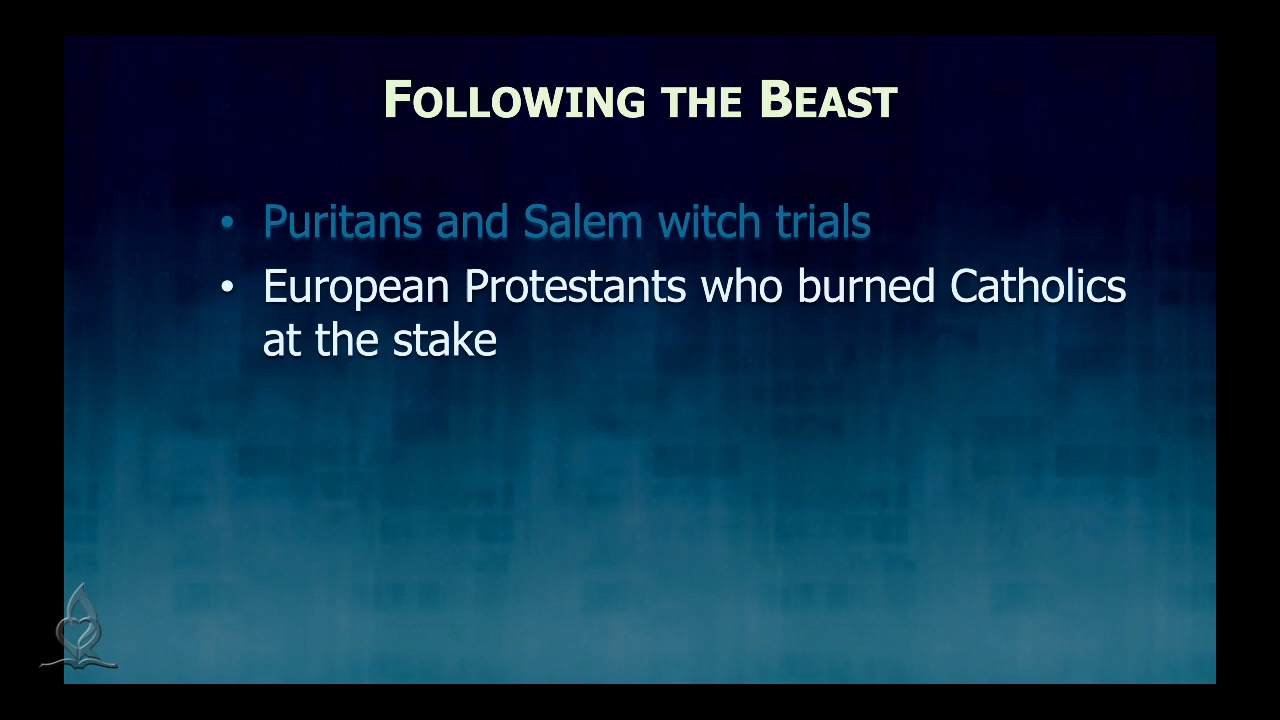 FOLLOWING THE BEAST
• Puritans and Salem witch trials
• European Protestants who burned Catholics
at the stake